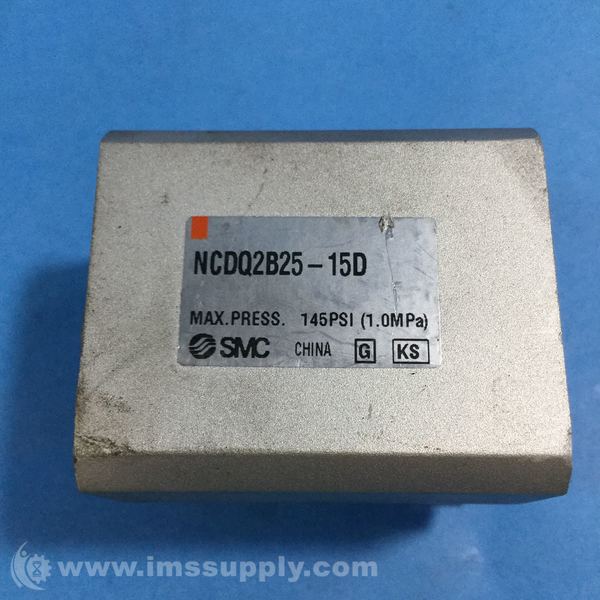 NCDQ2B25-15D
MAX.PRESS. 145PSI (1.0MPa)
SMC CHINA G KS
www.imssupply.com